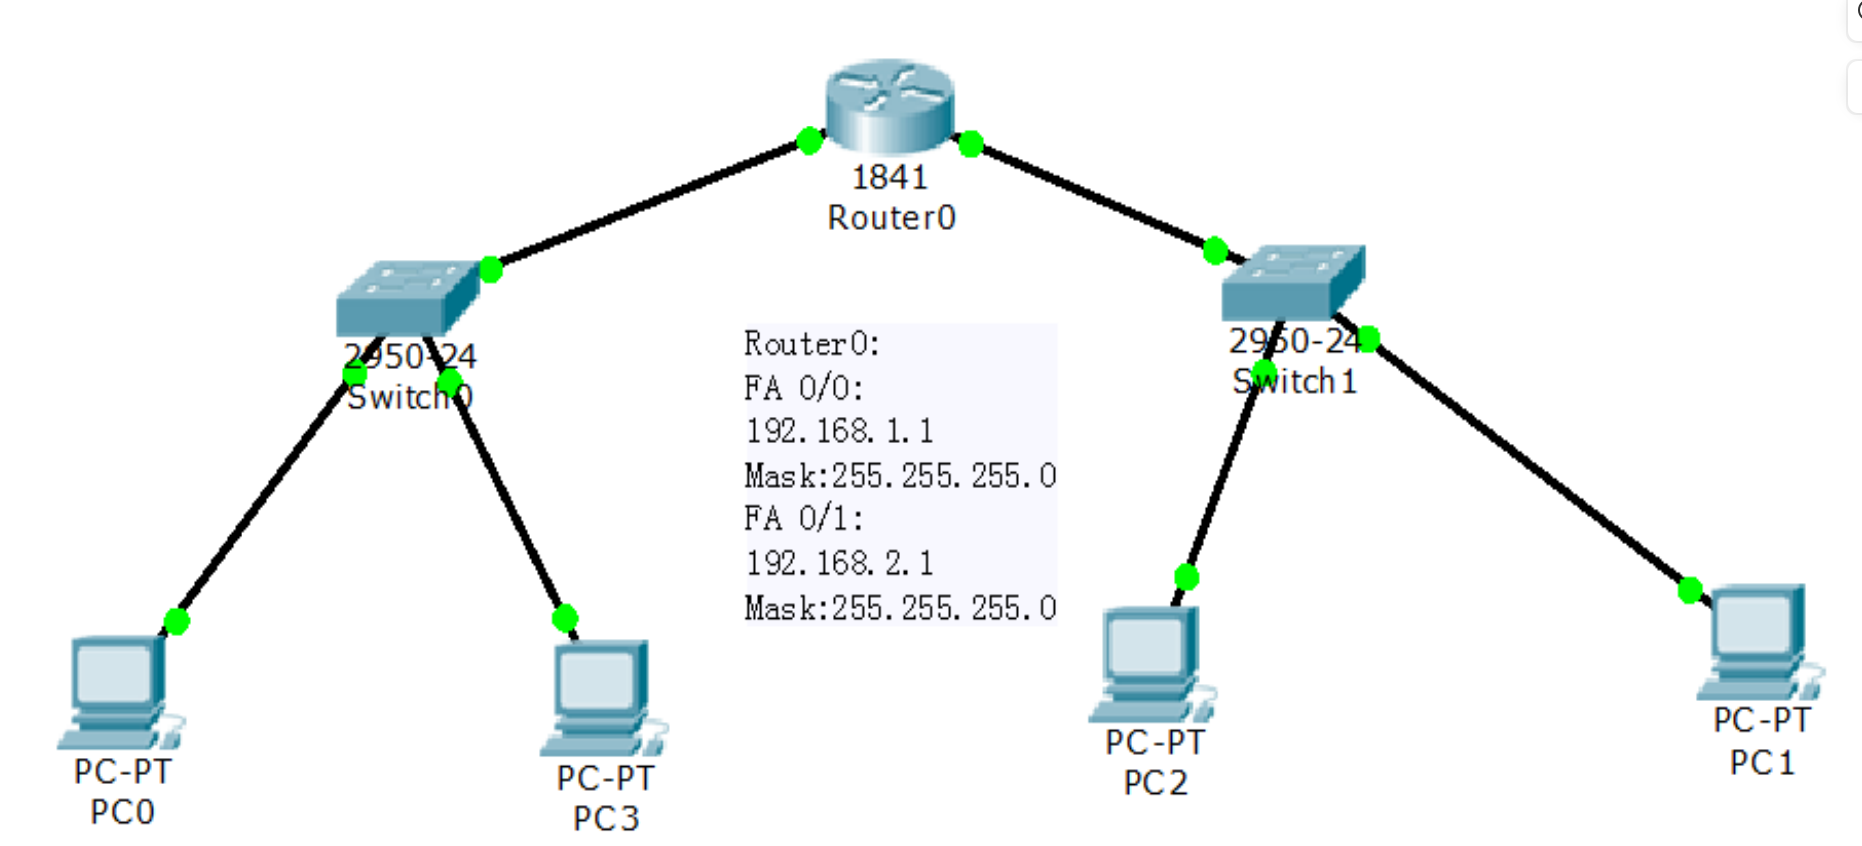 1841
Router0
2950-24
Switch0
2950-24
Switch1
Router0:
FA 0/0:
192.168.1.1
Mask:255.255.255.0
FA 0/1:
192.168.2.1
Mask:255.255.255.0
PC-PT
PC0
PC-PT
PC3
PC-PT
PC2
PC-PT
PC1